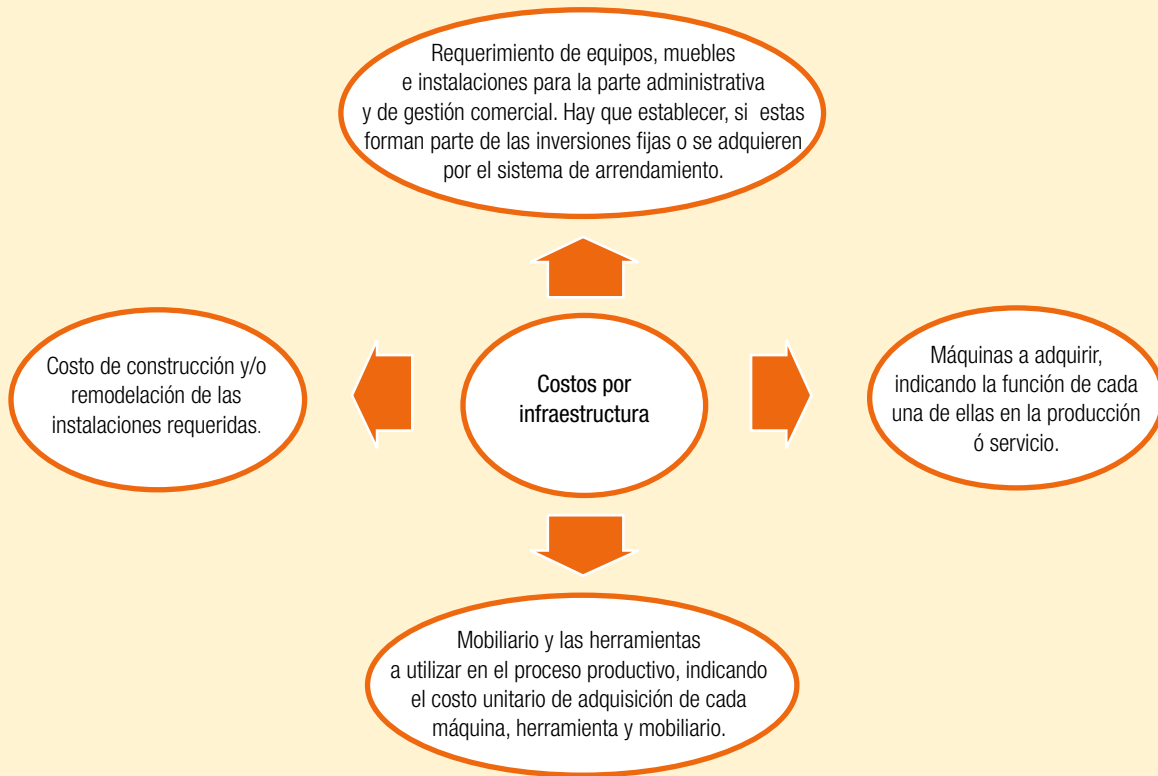 Requerimiento de equipos, muebles
e instalaciones para la parte administrativa
y de gestión comercial. Hay que establecer, si estas
forman parte de las inversiones fijas o se adquieren
por el sistema de arrendamiento.
Costo de construcción y/o
remodelación de las
instalaciones requeridas.
Costos por
infraestructura
Máquinas a adquirir,
indicando la función de cada
una de ellas en la producción
ó servicio.
Mobiliario y las herramientas
a utilizar en el proceso productivo, indicando
el costo unitario de adquisición de cada
máquina, herramienta y mobiliario.